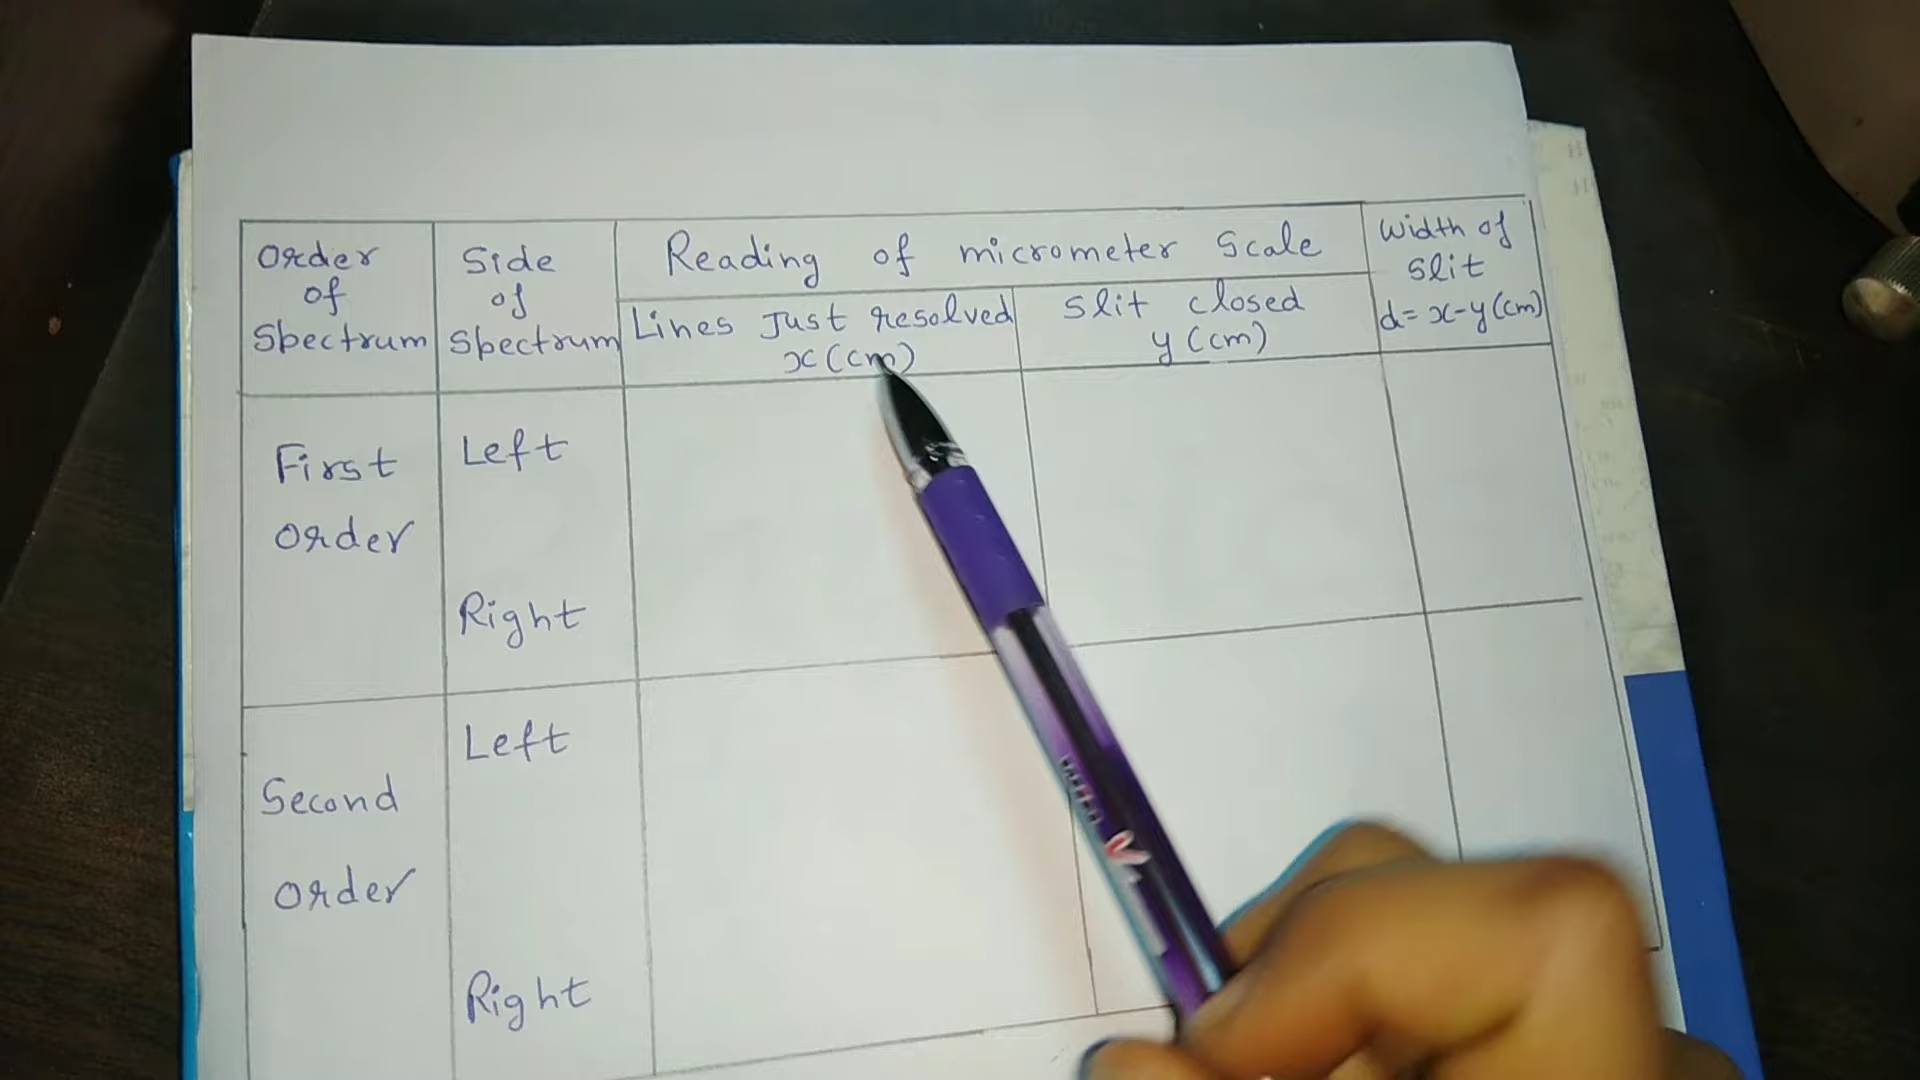 Order
of
Spectrum
Side
of
Spectrum
Reading of micrometer Scale
Lines Just resolved
x (cm)
Slit closed
y (cm)
Width of
Slit
d = x-y (cm)
First
Order
Left
Right
Second
Order
Left
Right